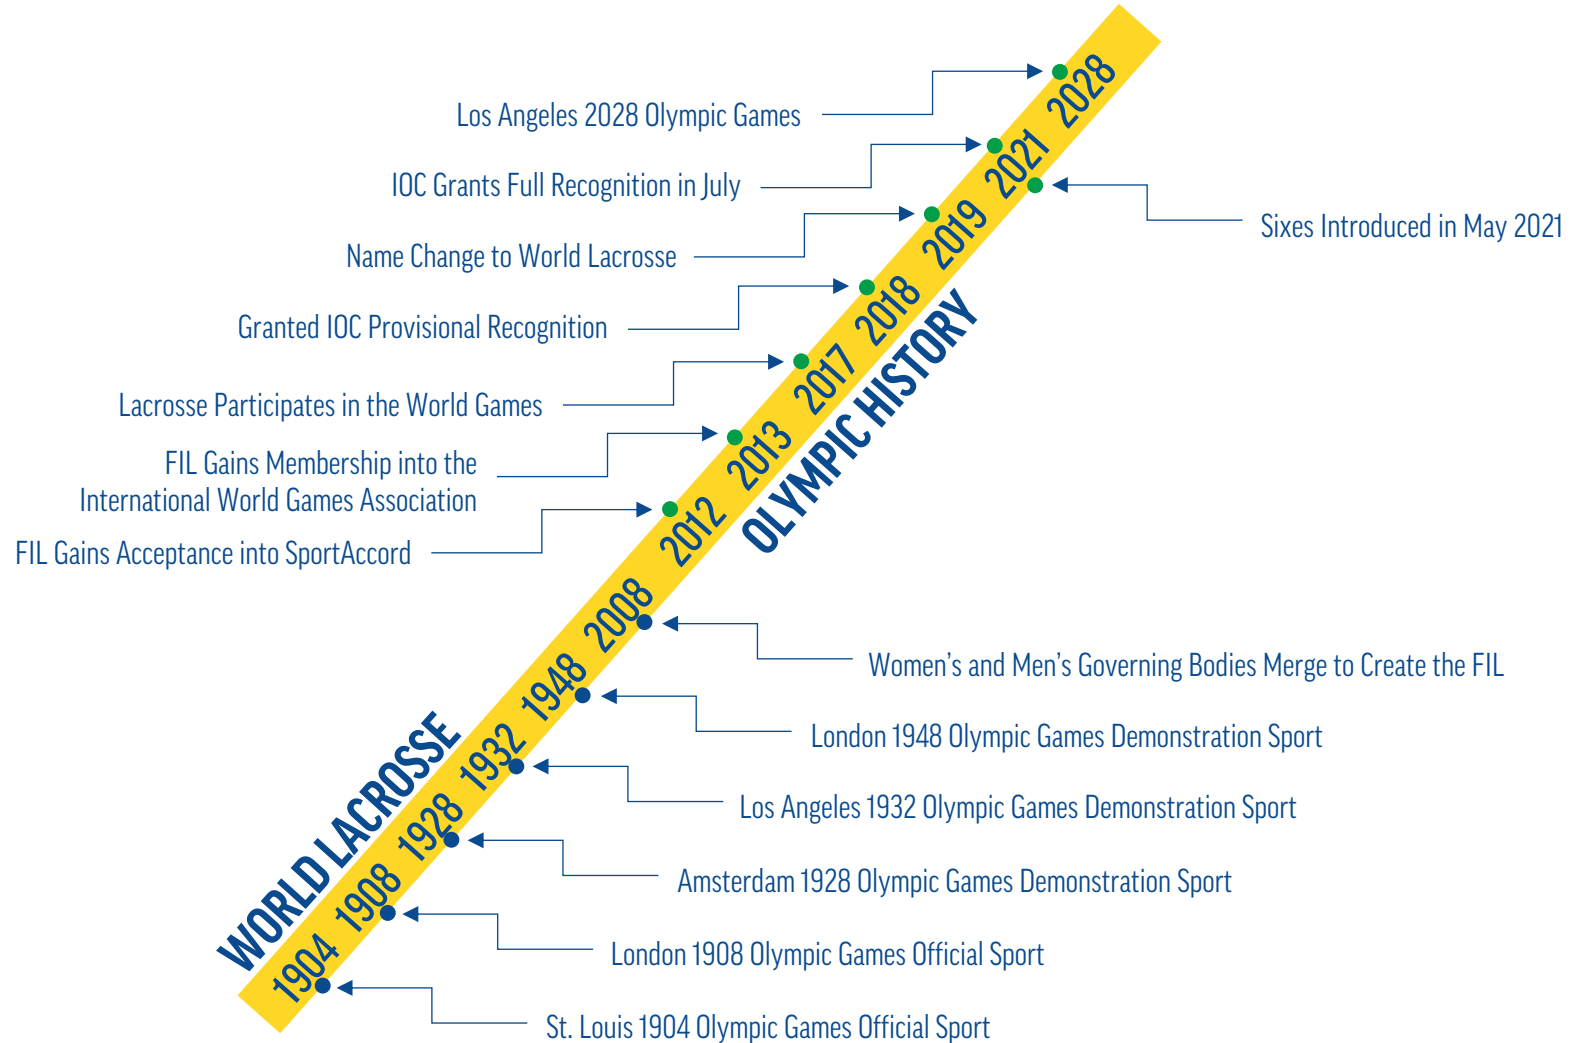 Los Angeles 2028 Olympic Games
IOC Grants Full Recognition in July
Name Change to World Lacrosse
Granted IOC Provisional Recognition
Lacrosse Participates in the World Games
FIL Gains Membership into the
International World Games Association
FIL Gains Acceptance into SportAccord
2028
2021
2019
2018
2017
2013
2012
2008
1948
1932
1928
1908
1904
WORLD LACROSSE
OLYMPIC HISTORY
Sixes Introduced in May 2021
Women’s and Men’s Governing Bodies Merge to Create the FIL
London 1948 Olympic Games Demonstration Sport
Los Angeles 1932 Olympic Games Demonstration Sport
Amsterdam 1928 Olympic Games Demonstration Sport
London 1908 Olympic Games Official Sport
St. Louis 1904 Olympic Games Official Sport